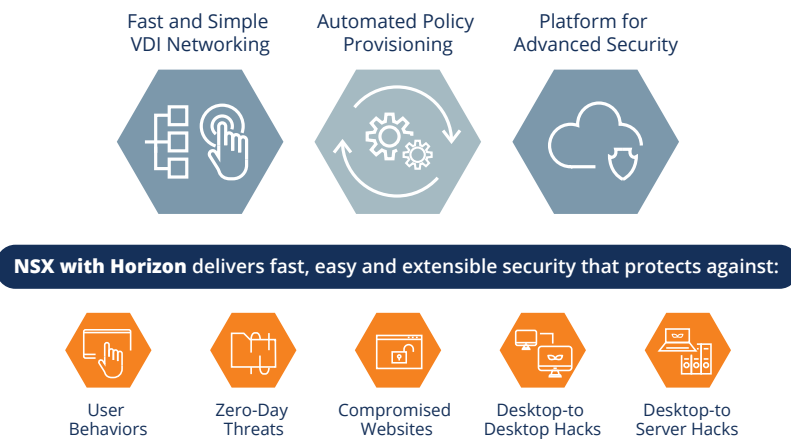 Fast and Simple
VDI Networking
Automated Policy
Provisioning
Platform for
Advanced Security
NSX with Horizon delivers fast, easy and extensible security that protects against:
User
Behaviors
Zero-Day
Threats
Compromised
Websites
Desktop-to
Desktop Hacks
Desktop-to
Server Hacks